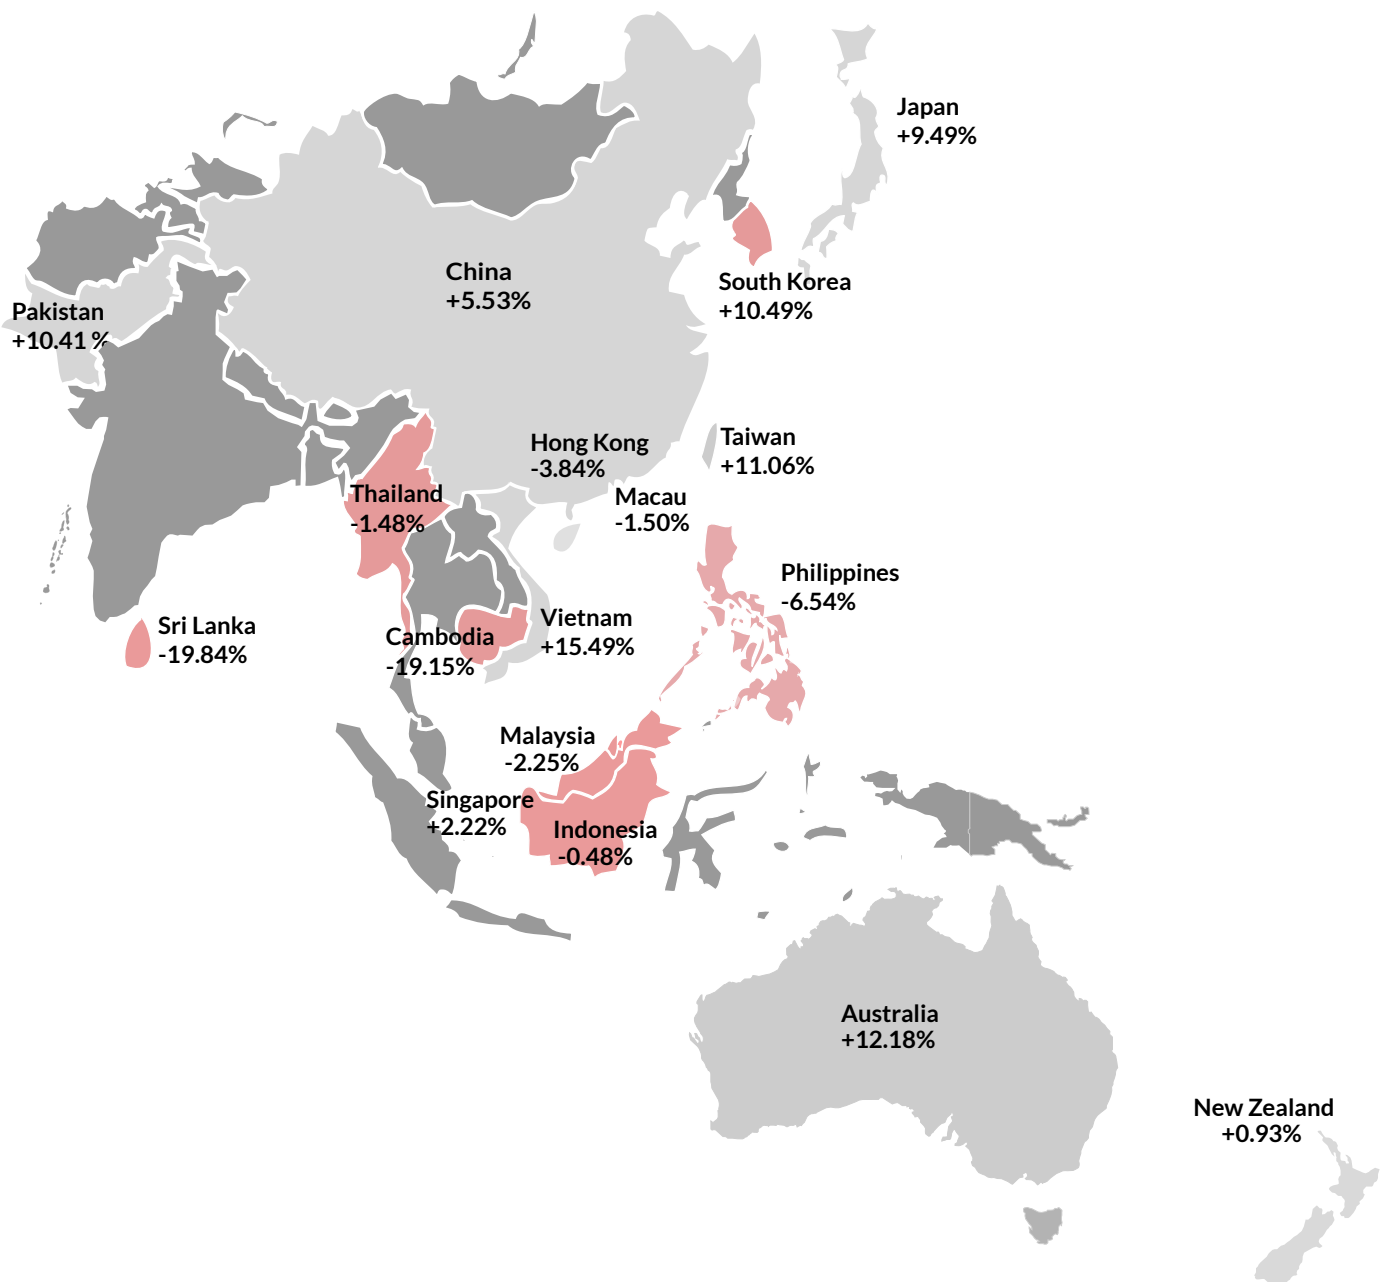 Japan
+9.49%
China
+5.53%
South Korea
+10.49%
Pakistan
+10.41 %
Hong Kong
-3.84%
Taiwan
+11.06%
Thailand
-1.48%
Macau
-1.50%
Philippines
-6.54%
Sri Lanka
-19.84%
Cambodia
-19.15%
Vietnam
+15.49%
Malaysia
-2.25%
Singapore
+2.22%
Indonesia
-0.48%
Australia
+12.18%
New Zealand
+0.93%